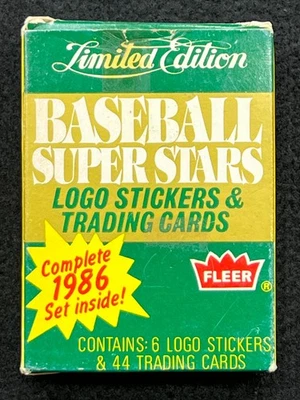 Limited Edition
BASEBALL
SUPER STARS
LOGO STICKERS &
TRADING CARDS
Complete
1986
Set inside!
FLEER ®
CONTAINS: 6 LOGO STICKERS
& 44 TRADING CARDS